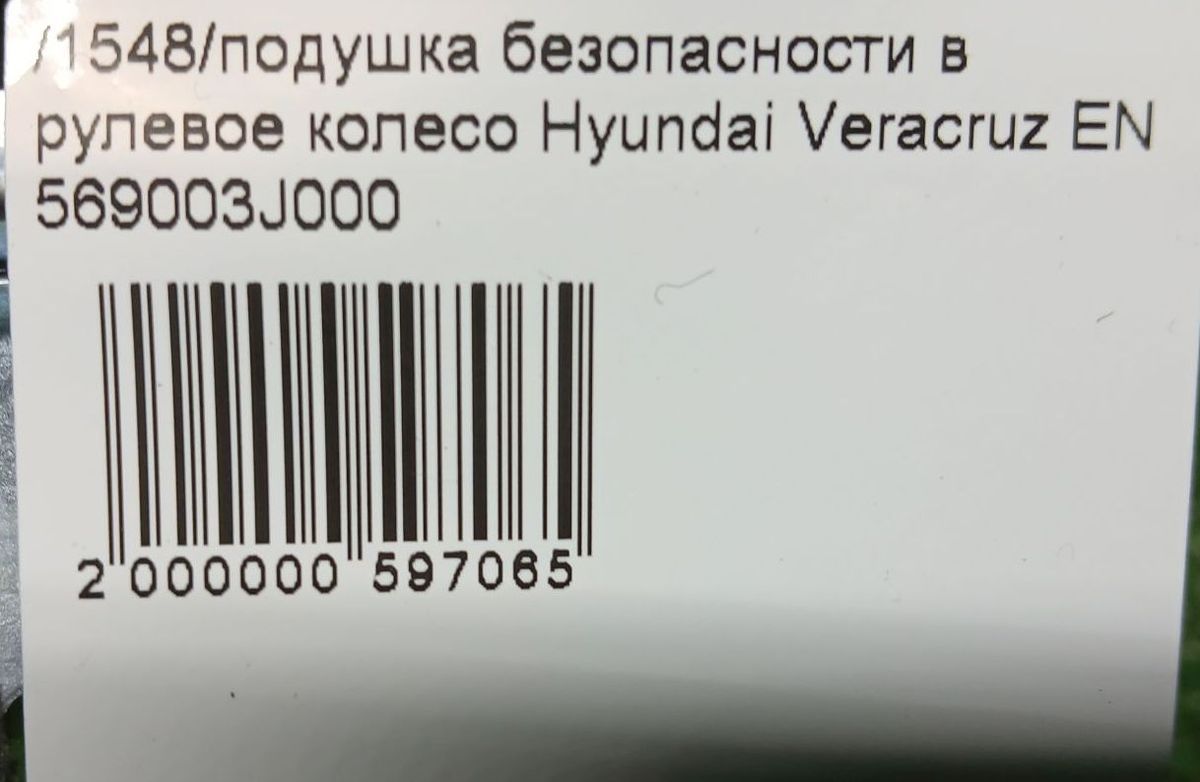 /1548/подушка безопасности в
рулевое колесо Hyundai Veracruz EN
569003J000
2 000000 597065